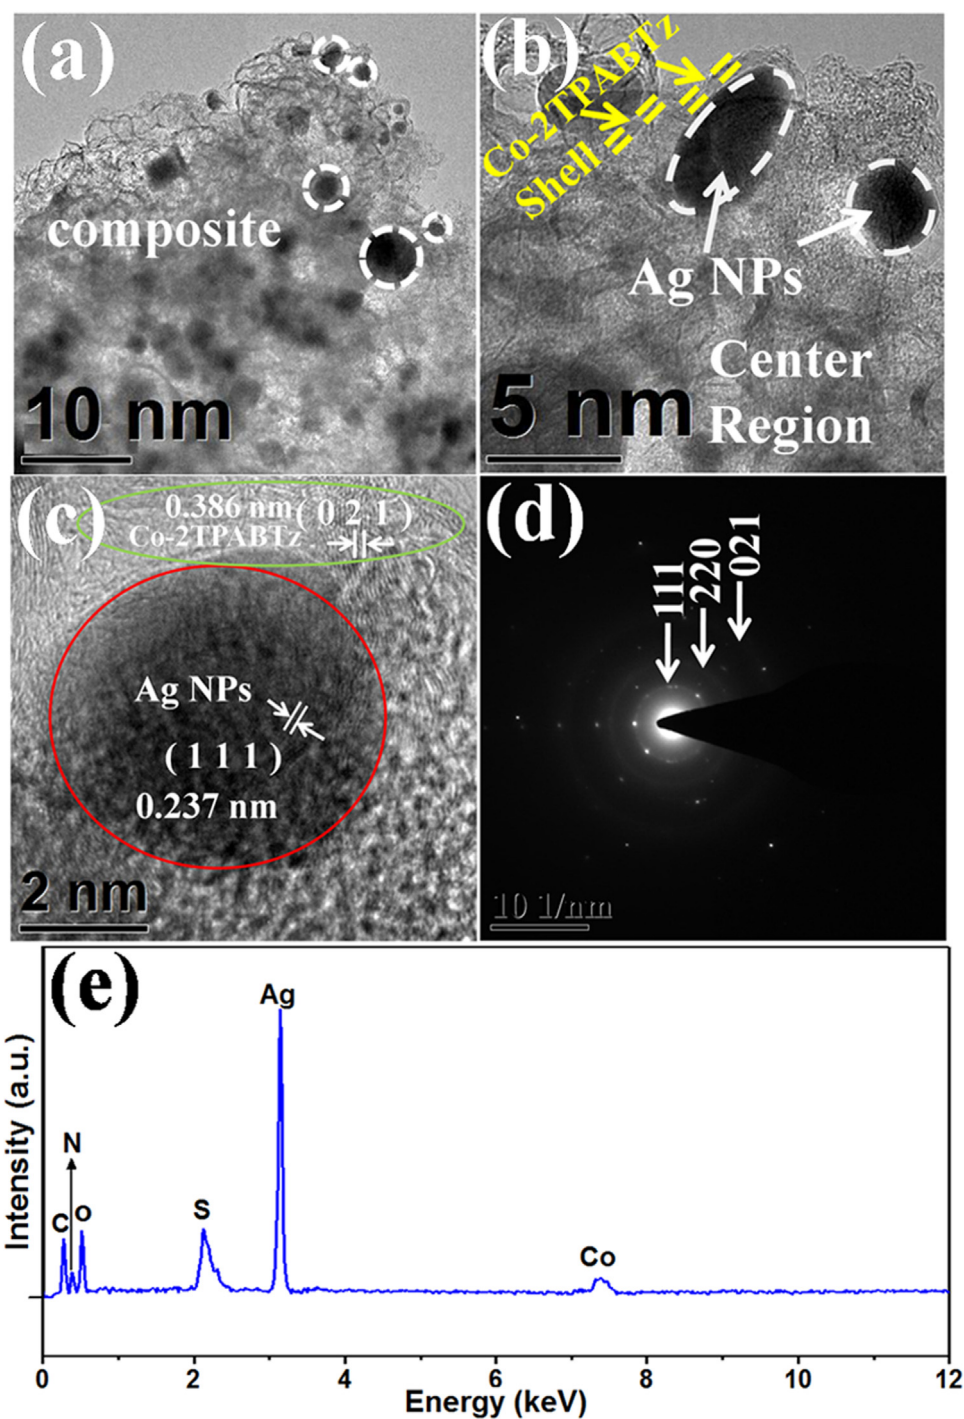 (a)
composite
10 nm
(b)
Co-2TPABTz
Shell
Ag NPs
Center
Region
5 nm
(c)
0.386 nm ( 0 2 1 )
Co-2TPABTz
Ag NPs
( 1 1 1 )
0.237 nm
2 nm
(d)
111
220
021
10 1/nm
(e)
Ag
N
C
o
S
Co
Intensity (a.u.)
0 2 4 6 8 10 12
Energy (keV)